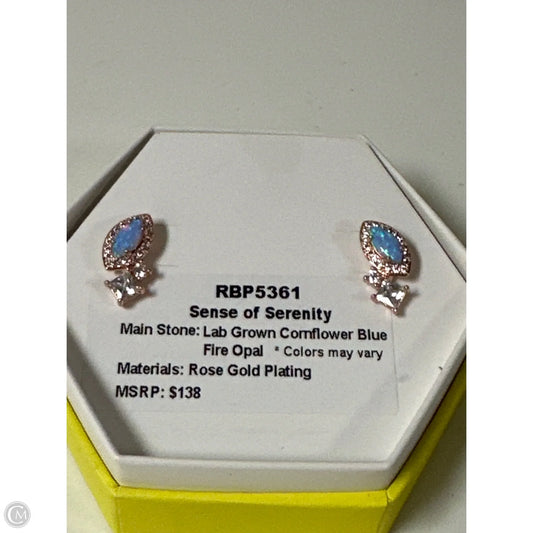 RBP5361
Sense of Serenity
Main Stone: Lab Grown Cornflower Blue
Fire Opal * Colors may vary
Materials: Rose Gold Plating
MSRP: $138
CM